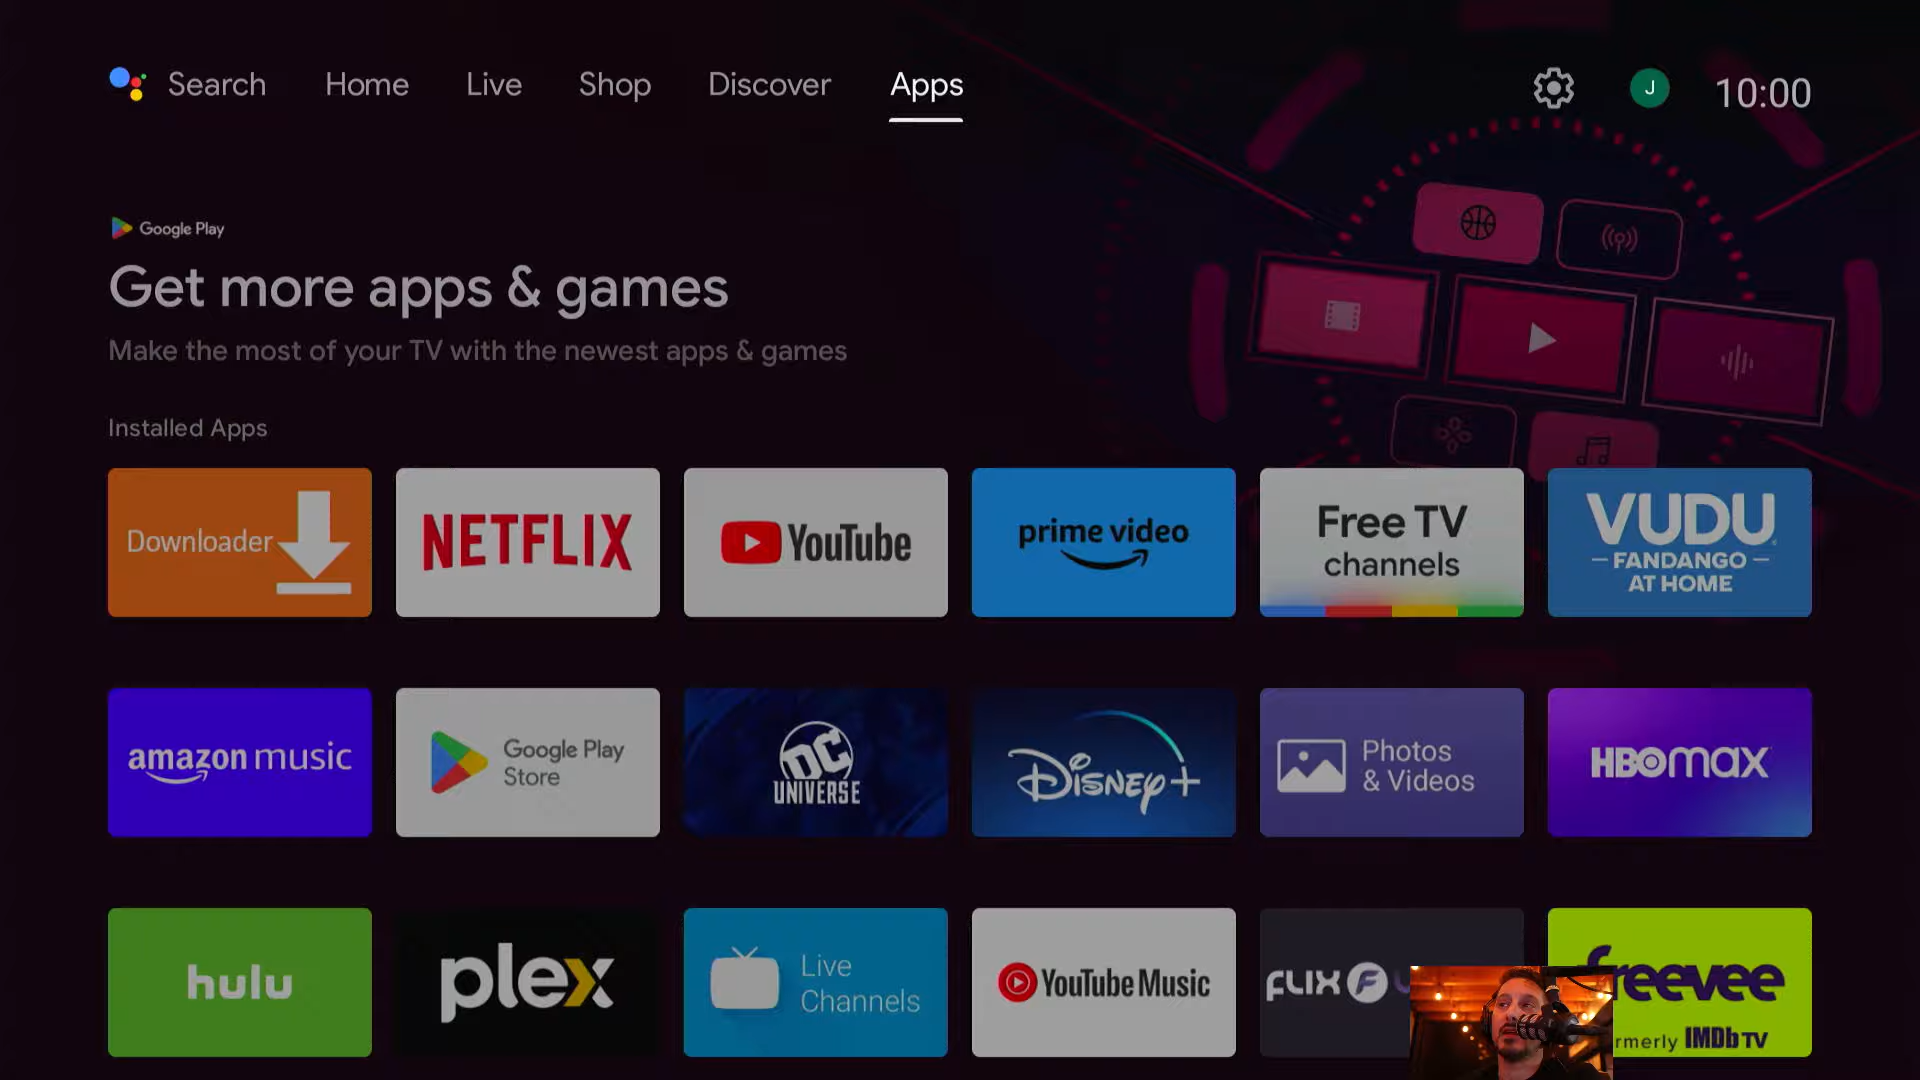 Search Home Live Shop Discover Apps
J 10:00
Google Play
Get more apps & games
Make the most of your TV with the newest apps & games
Installed Apps
Downloader
NETFLIX
YouTube
prime video
Free TV
channels
VUDU
FANDANGO
AT HOME
amazon music
Google Play
Store
DC
UNIVERSE
Disney+
Photos
& Videos
HBOmax
hulu
plex
Live
Channels
YouTube Music
FLIX F
freevee
IMDb TV